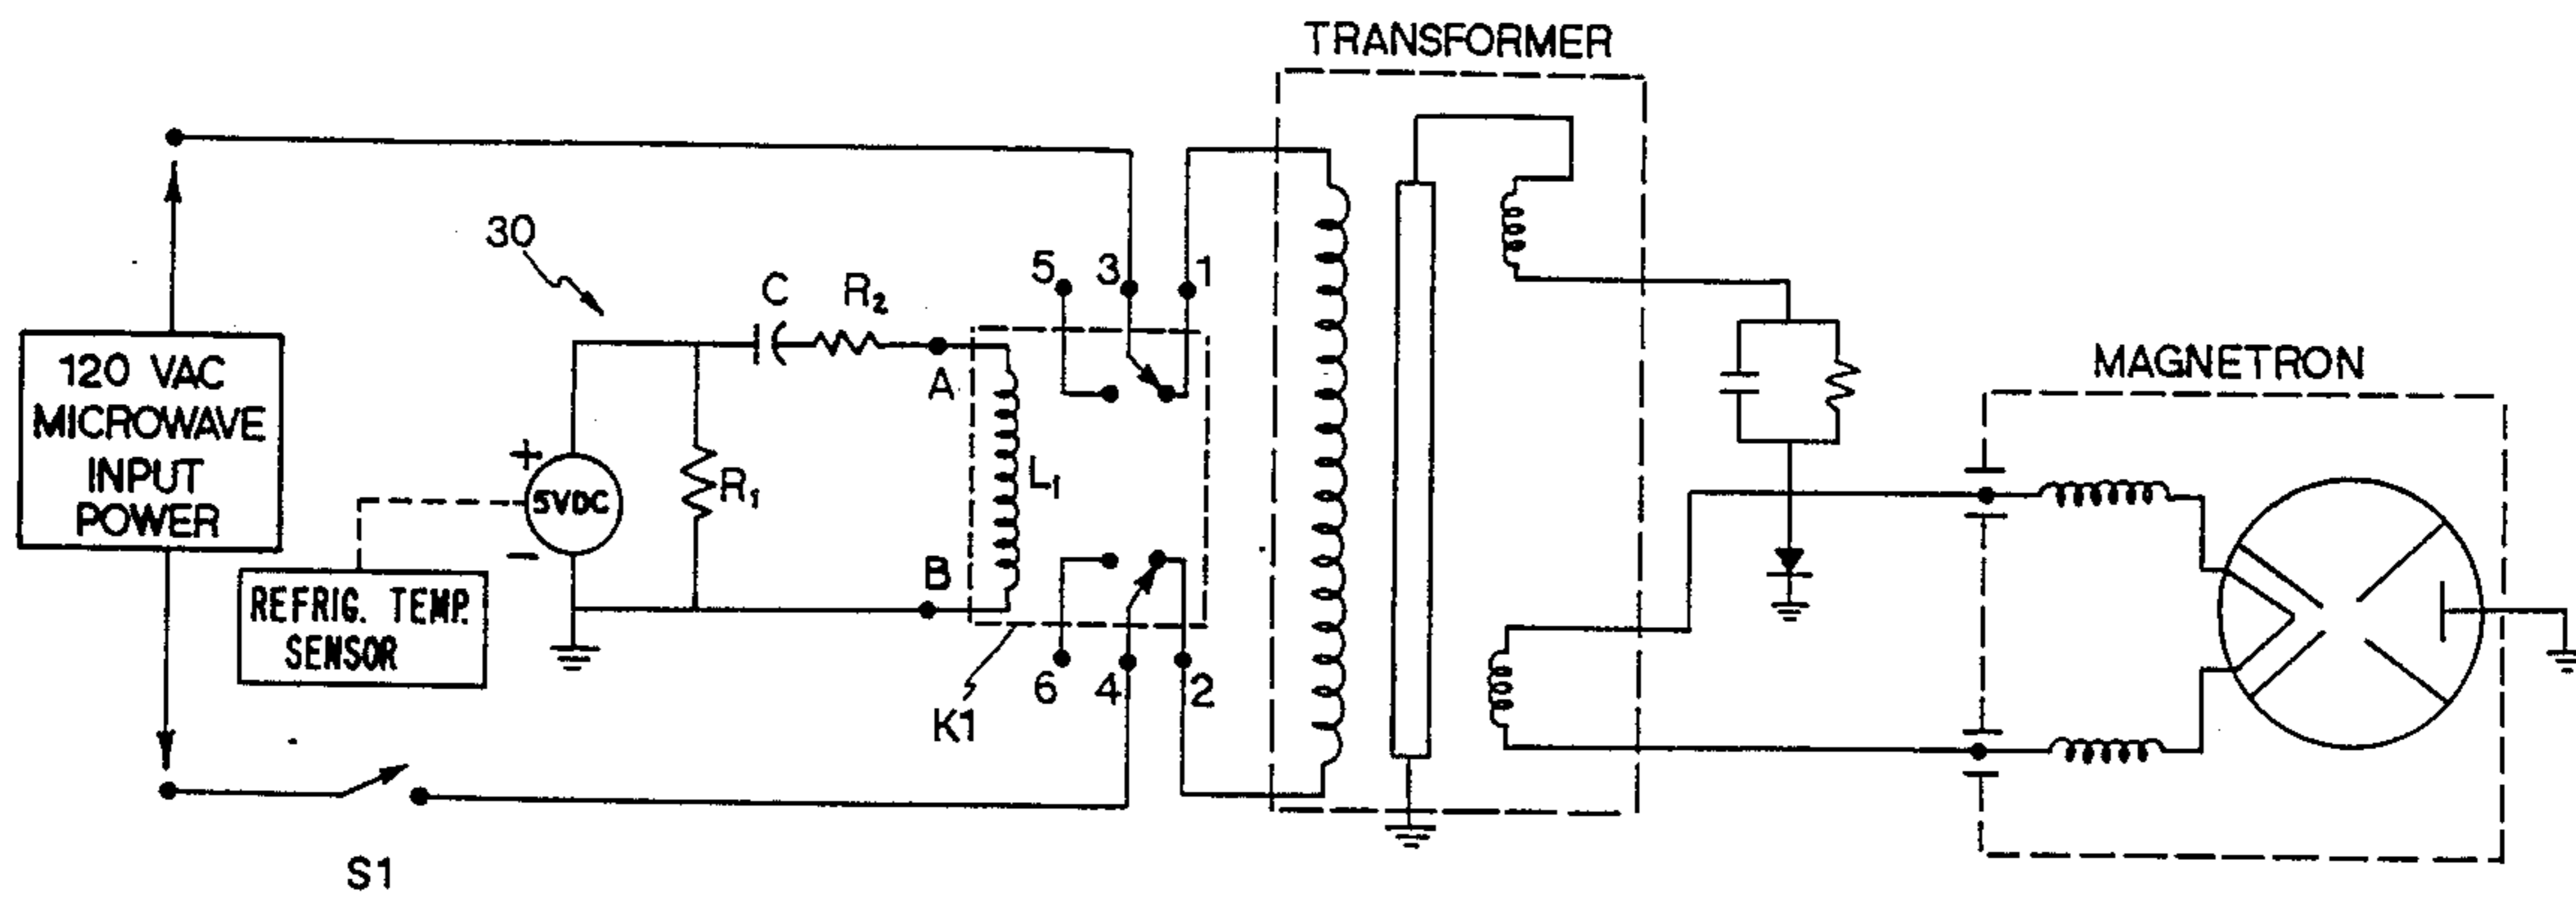 TRANSFORMER
30
C
R₂
5
3
1
120 VAC
MICROWAVE
INPUT
POWER
A
MAGNETRON
+
5VDC
−
R₁
L₁
B
REFRIG. TEMP.
SENSOR
K1
6
4
2
S1